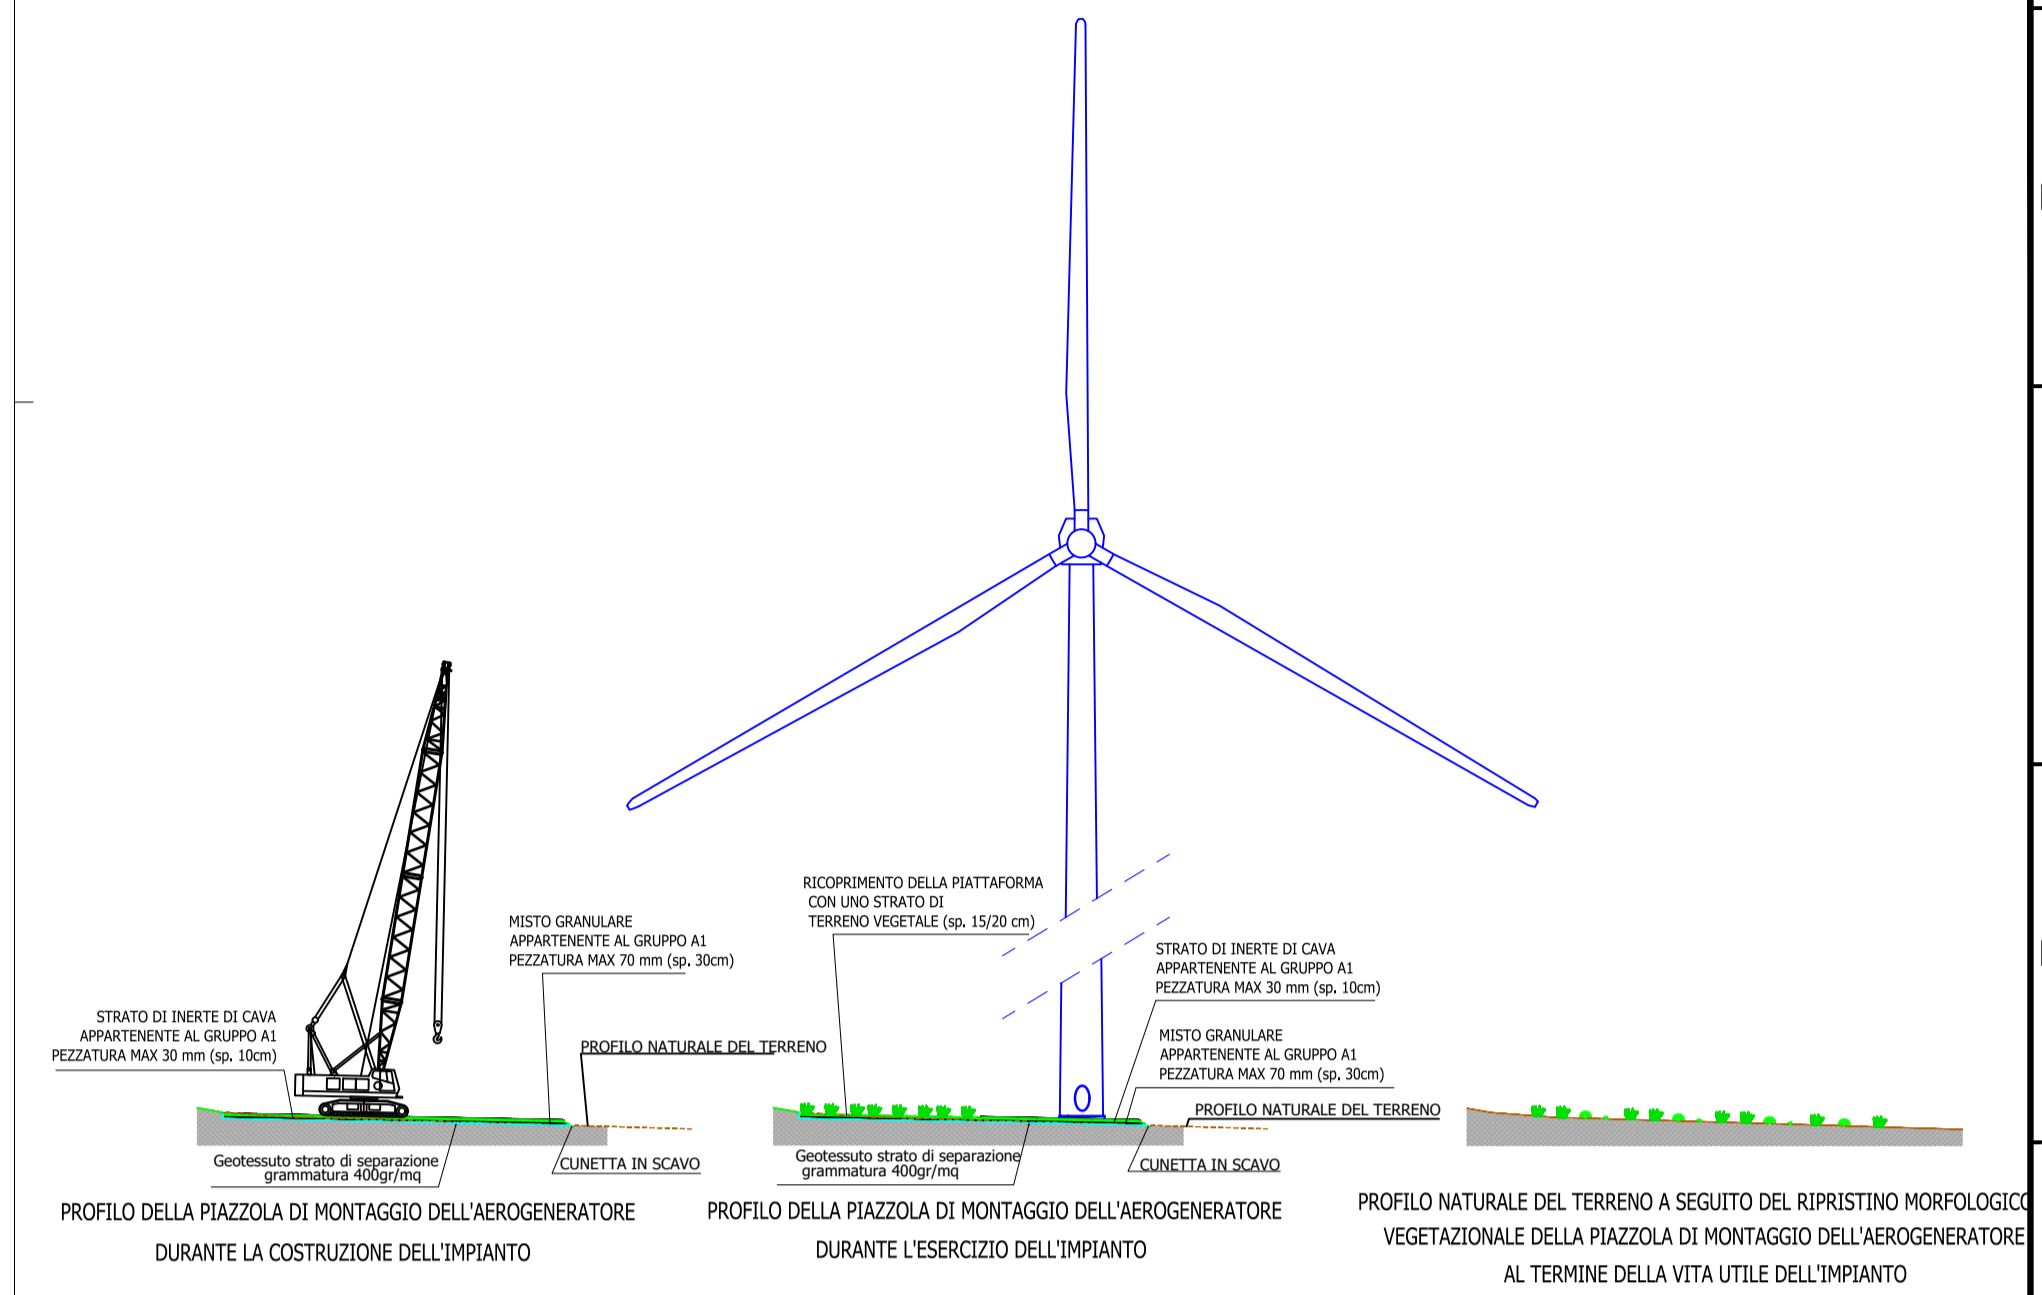 RICOPRIMENTO DELLA PIATTAFORMA
CON UNO STRATO DI
TERRENO VEGETALE (sp. 15/20 cm)
MISTO GRANULARE
APPARTENENTE AL GRUPPO A1
PEZZATURA MAX 70 mm (sp. 30cm)
STRATO DI INERTE DI CAVA
APPARTENENTE AL GRUPPO A1
PEZZATURA MAX 30 mm (sp. 10cm)
STRATO DI INERTE DI CAVA
APPARTENENTE AL GRUPPO A1
PEZZATURA MAX 30 mm (sp. 10cm)
PROFILO NATURALE DEL TERRENO
MISTO GRANULARE
APPARTENENTE AL GRUPPO A1
PEZZATURA MAX 70 mm (sp. 30cm)
PROFILO NATURALE DEL TERRENO
Geotessuto strato di separazione
grammatura 400gr/mq
CUNETTA IN SCAVO
Geotessuto strato di separazione
grammatura 400gr/mq
CUNETTA IN SCAVO
PROFILO DELLA PIAZZOLA DI MONTAGGIO DELL'AEROGENERATORE
DURANTE LA COSTRUZIONE DELL'IMPIANTO
PROFILO DELLA PIAZZOLA DI MONTAGGIO DELL'AEROGENERATORE
DURANTE L'ESERCIZIO DELL'IMPIANTO
PROFILO NATURALE DEL TERRENO A SEGUITO DEL RIPRISTINO MORFOLOGICO
VEGETAZIONALE DELLA PIAZZOLA DI MONTAGGIO DELL'AEROGENERATORE
AL TERMINE DELLA VITA UTILE DELL'IMPIANTO